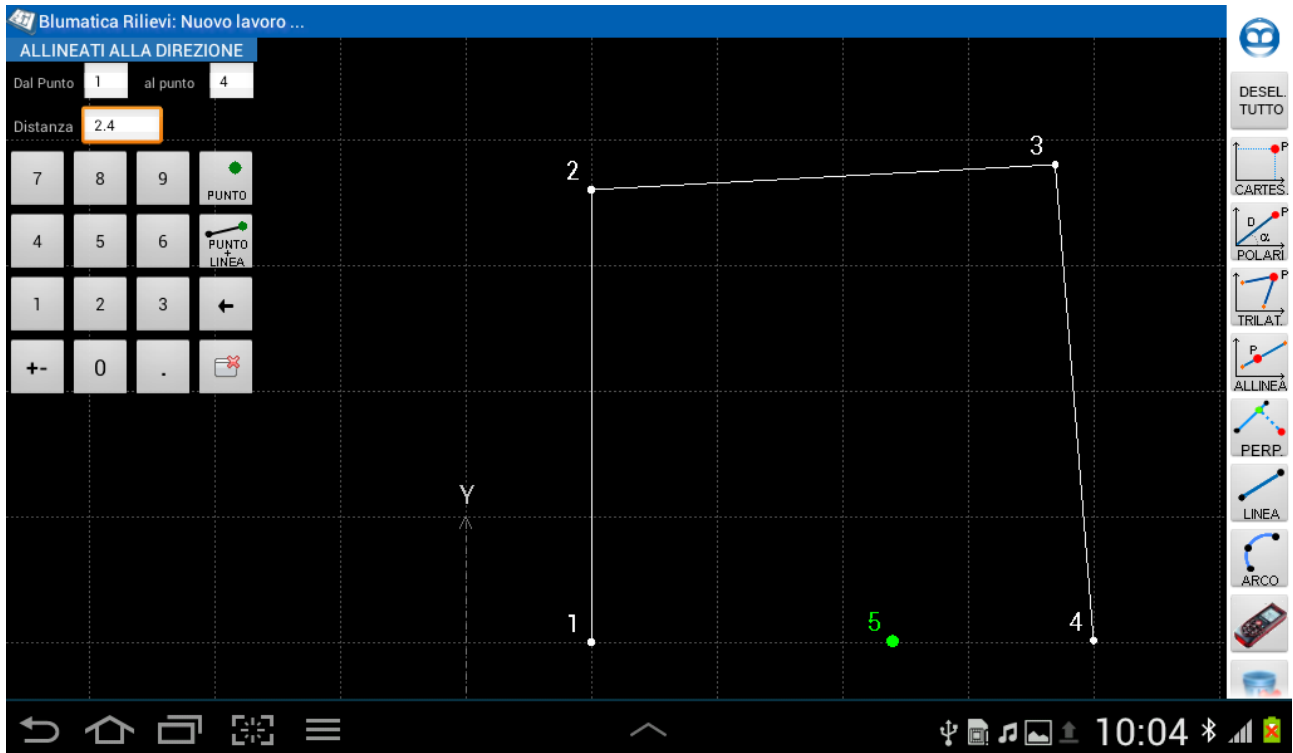 Blumatica Rilievi: Nuovo lavoro ...
ALLINEATI ALLA DIREZIONE
Dal Punto 1 al punto 4
Distanza 2.4
7 8 9 PUNTO
4 5 6 PUNTO
+
LINEA
1 2 3
+- 0 .
2
3
Y
1
5
4
DESEL.
TUTTO
P
CARTES.
D P
α
POLARI
P
TRILAT.
P
ALLINEA
PERP.
LINEA
ARCO
10:04